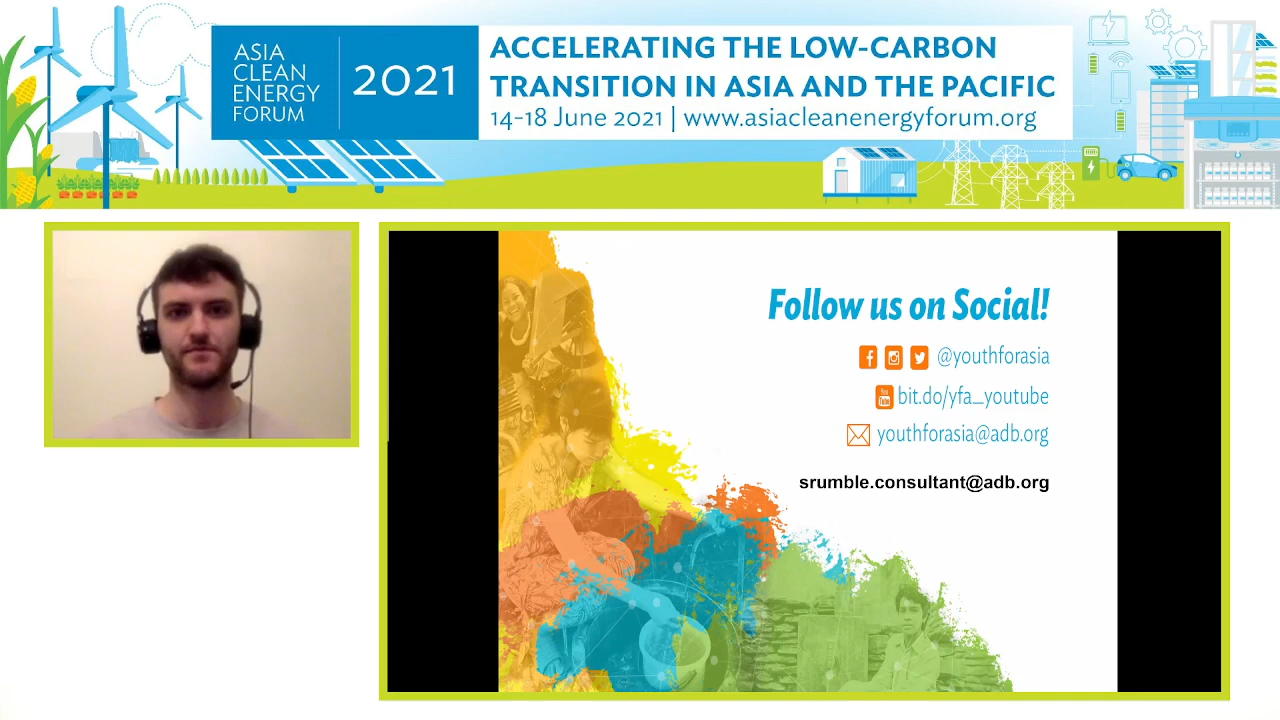 ASIA
CLEAN
ENERGY
FORUM
2021
ACCELERATING THE LOW-CARBON
TRANSITION IN ASIA AND THE PACIFIC
14-18 June 2021 | www.asiacleanenergyforum.org
Follow us on Social!
@youthforasia
bit.do/yfa_youtube
youthforasia@adb.org
srumble.consultant@adb.org